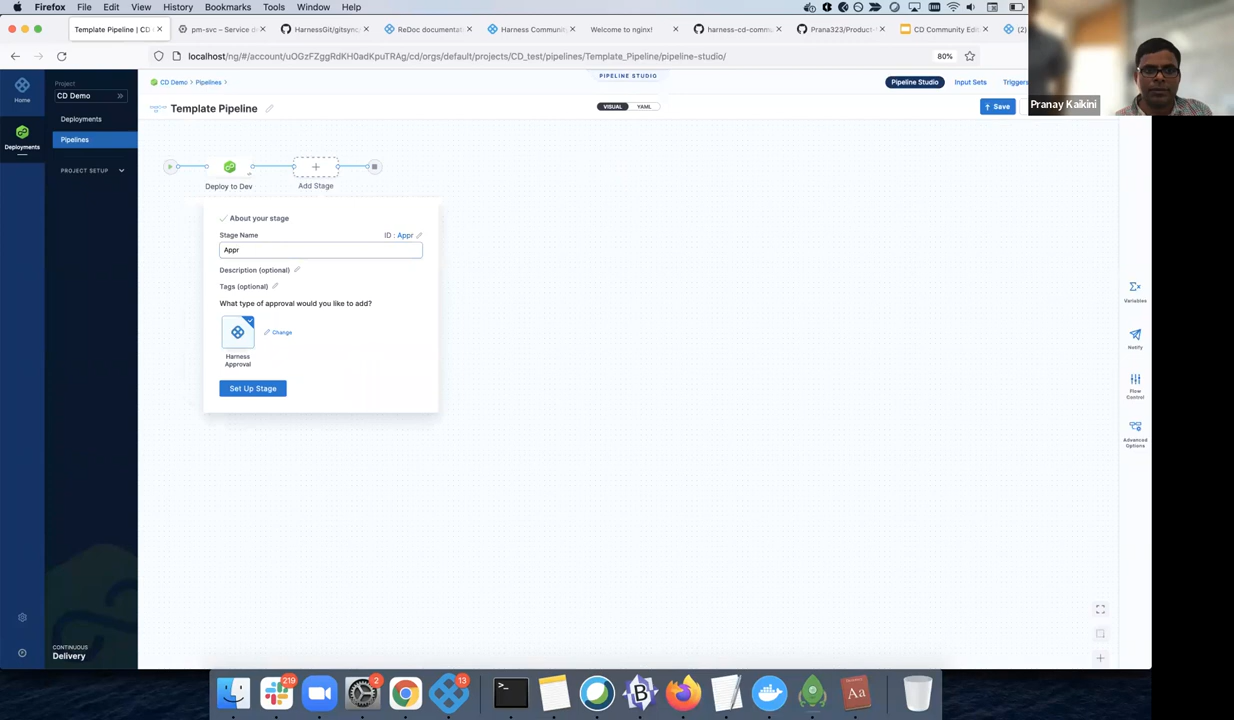 Firefox File Edit View History Bookmarks Tools Window Help
Template Pipeline | CD
pm-svc – Service d
HarnessGit/gitsync
ReDoc documentat
Harness Communit
Welcome to nginx!
harness-cd-commu
Prana323/Product-
CD Community Edi
(2)
localhost/ng/#/account/uOGzFZggRdKH0adKpuTRAg/cd/orgs/default/projects/CD_test/pipelines/Template_Pipeline/pipeline-studio/
80%
Pranay Kaikini
Home
Deployments
Project
CD Demo
Deployments
Pipelines
PROJECT SETUP
CONTINUOUS
Delivery
CD Demo > Pipelines >
PIPELINE STUDIO
Pipeline Studio
Input Sets
Triggers
Template Pipeline
VISUAL
YAML
Save
Deploy to Dev
Add Stage
About your stage
Stage Name
ID : Appr
Appr
Description (optional)
Tags (optional)
What type of approval would you like to add?
Change
Harness
Approval
Set Up Stage
Variables
Notify
Flow
Control
Advanced
Options
219
2
13